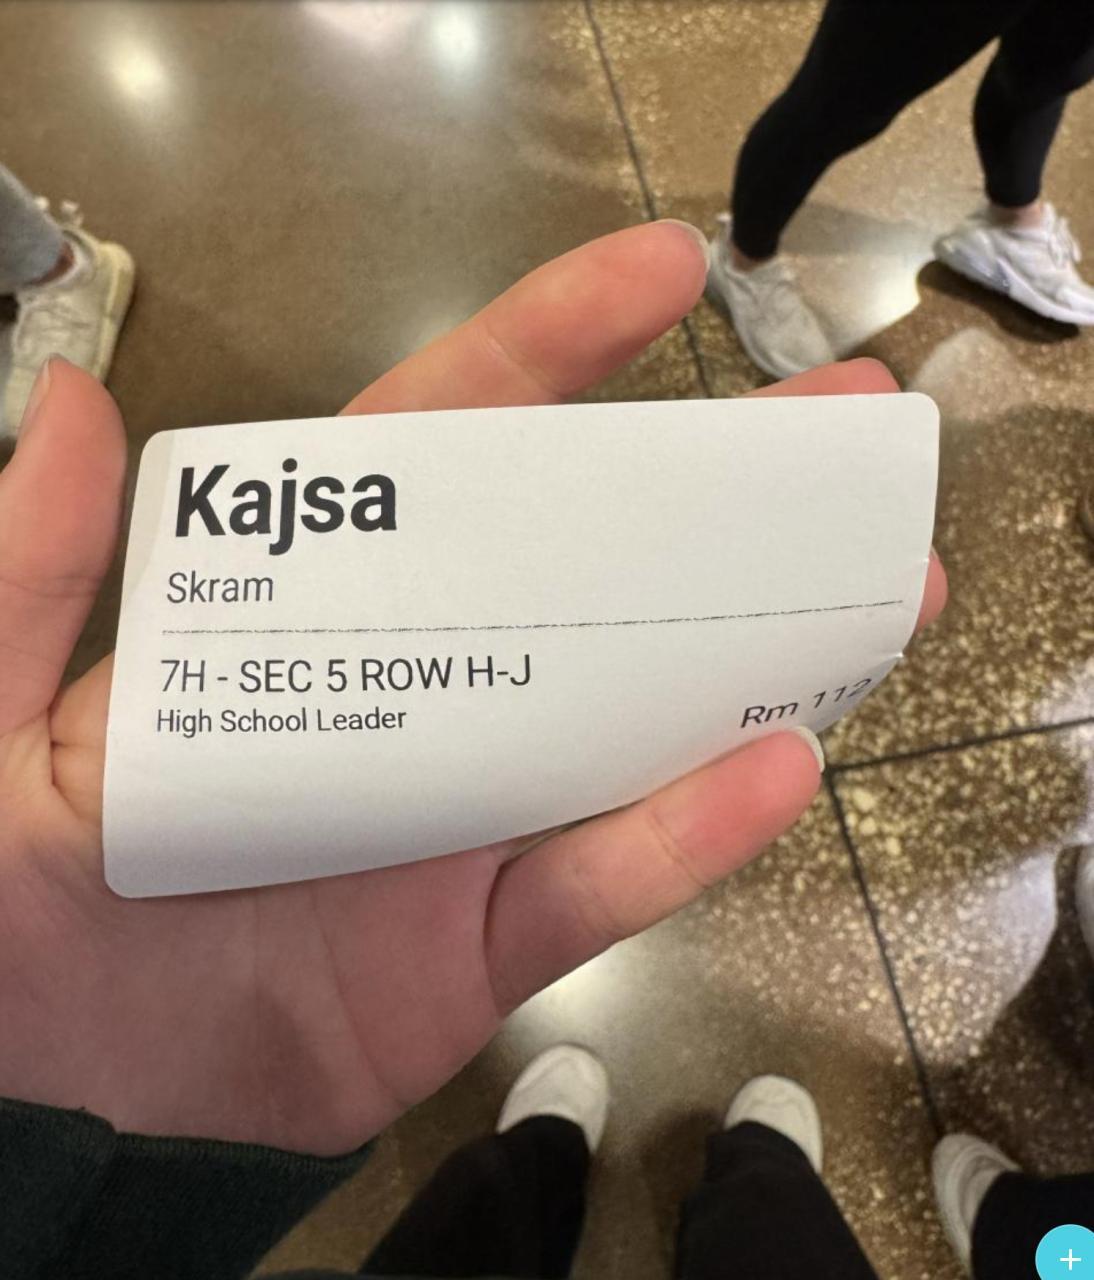 Kajsa
Skram
7H - SEC 5 ROW H-J
High School Leader
Rm 112